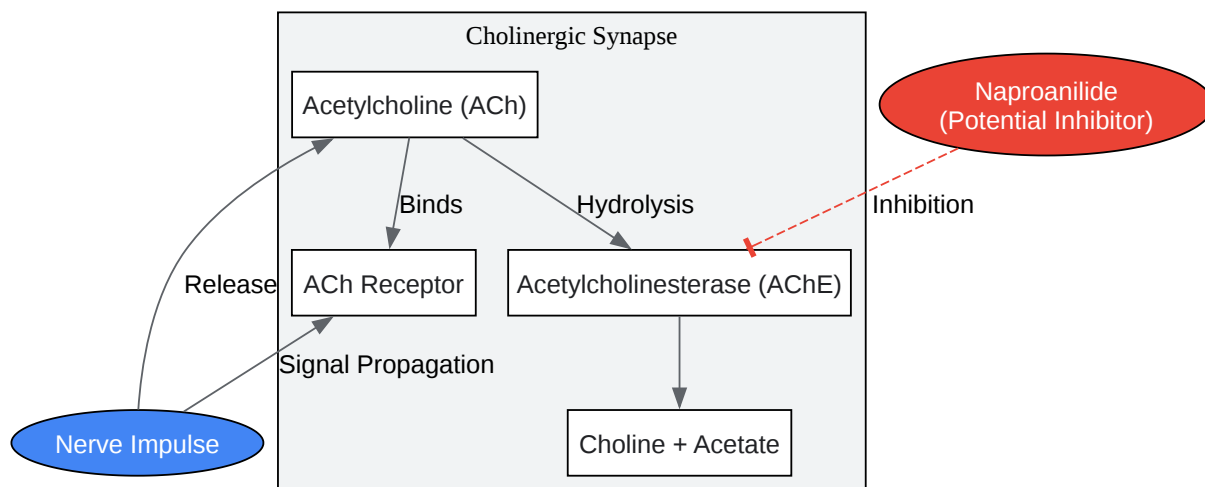 Cholinergic Synapse
Acetylcholine (ACh)
Naproanilide
(Potential Inhibitor)
Binds
Hydrolysis
Inhibition
Release
ACh Receptor
Acetylcholinesterase (AChE)
Signal Propagation
Nerve Impulse
Choline + Acetate